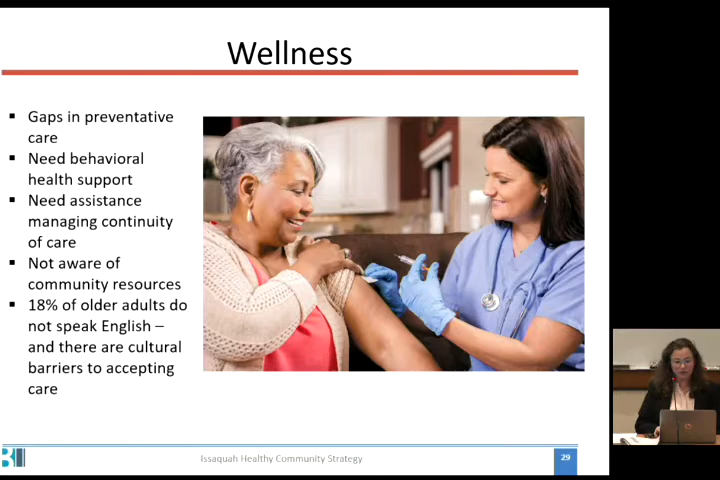 Wellness
▪ Gaps in preventative
care
▪ Need behavioral
health support
▪ Need assistance
managing continuity
of care
▪ Not aware of
community resources
▪ 18% of older adults do
not speak English –
and there are cultural
barriers to accepting
care
Issaquah Healthy Community Strategy
29